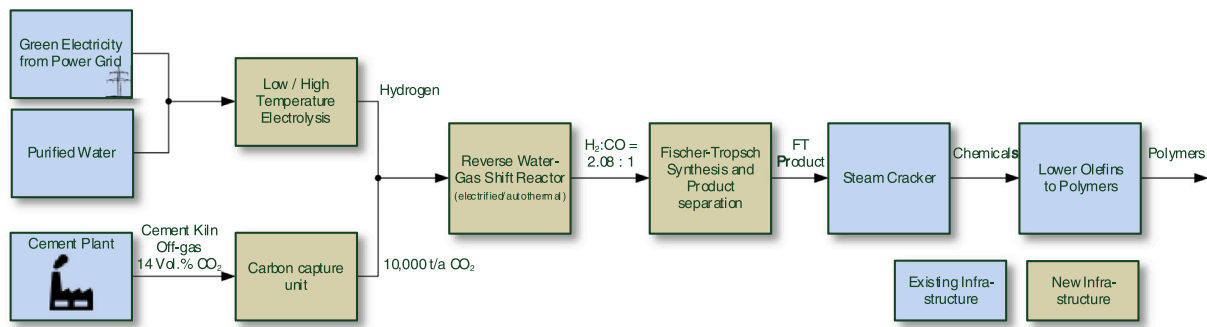 Green Electricity
from Power Grid
Purified Water
Low / High
Temperature
Electrolysis
Hydrogen
Cement Plant
Cement Kiln
Off-gas
14 Vol.% CO₂
Carbon capture
unit
10,000 t/a CO₂
Reverse Water-
Gas Shift Reactor
(electrified/autothermal)
H₂:CO =
2.08 : 1
Fischer-Tropsch
Synthesis and
Product
separation
FT
Product
Steam Cracker
Chemicals
Lower Olefins
to Polymers
Polymers
Existing Infra-
structure
New Infra-
structure